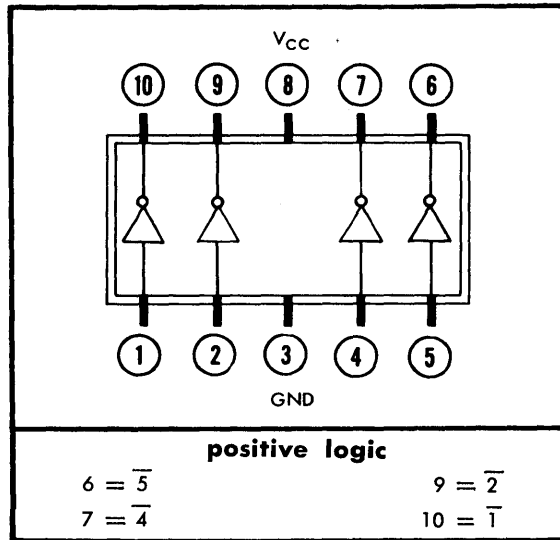 VCC
10 9 8 7 6
1 2 3 4 5
GND
positive logic
6 = 5̅ 9 = 2̅
7 = 4̅ 10 = 1̅